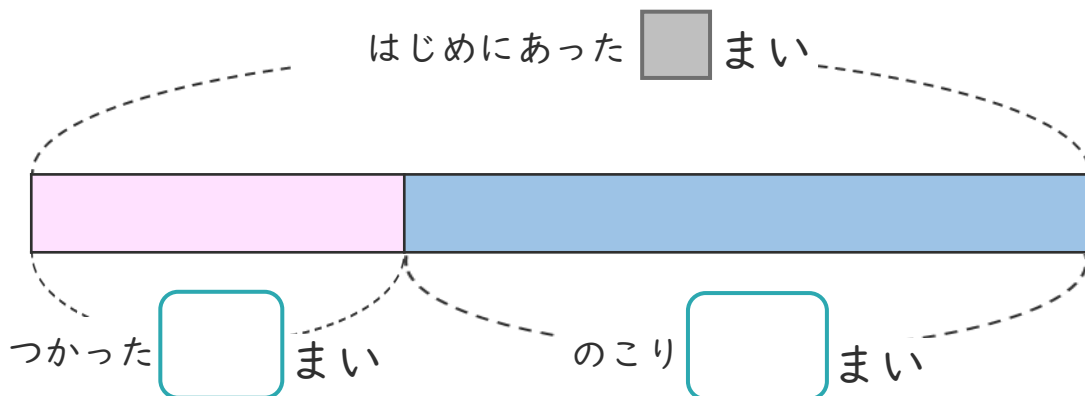 はじめにあった まい
つかった まい
のこり まい